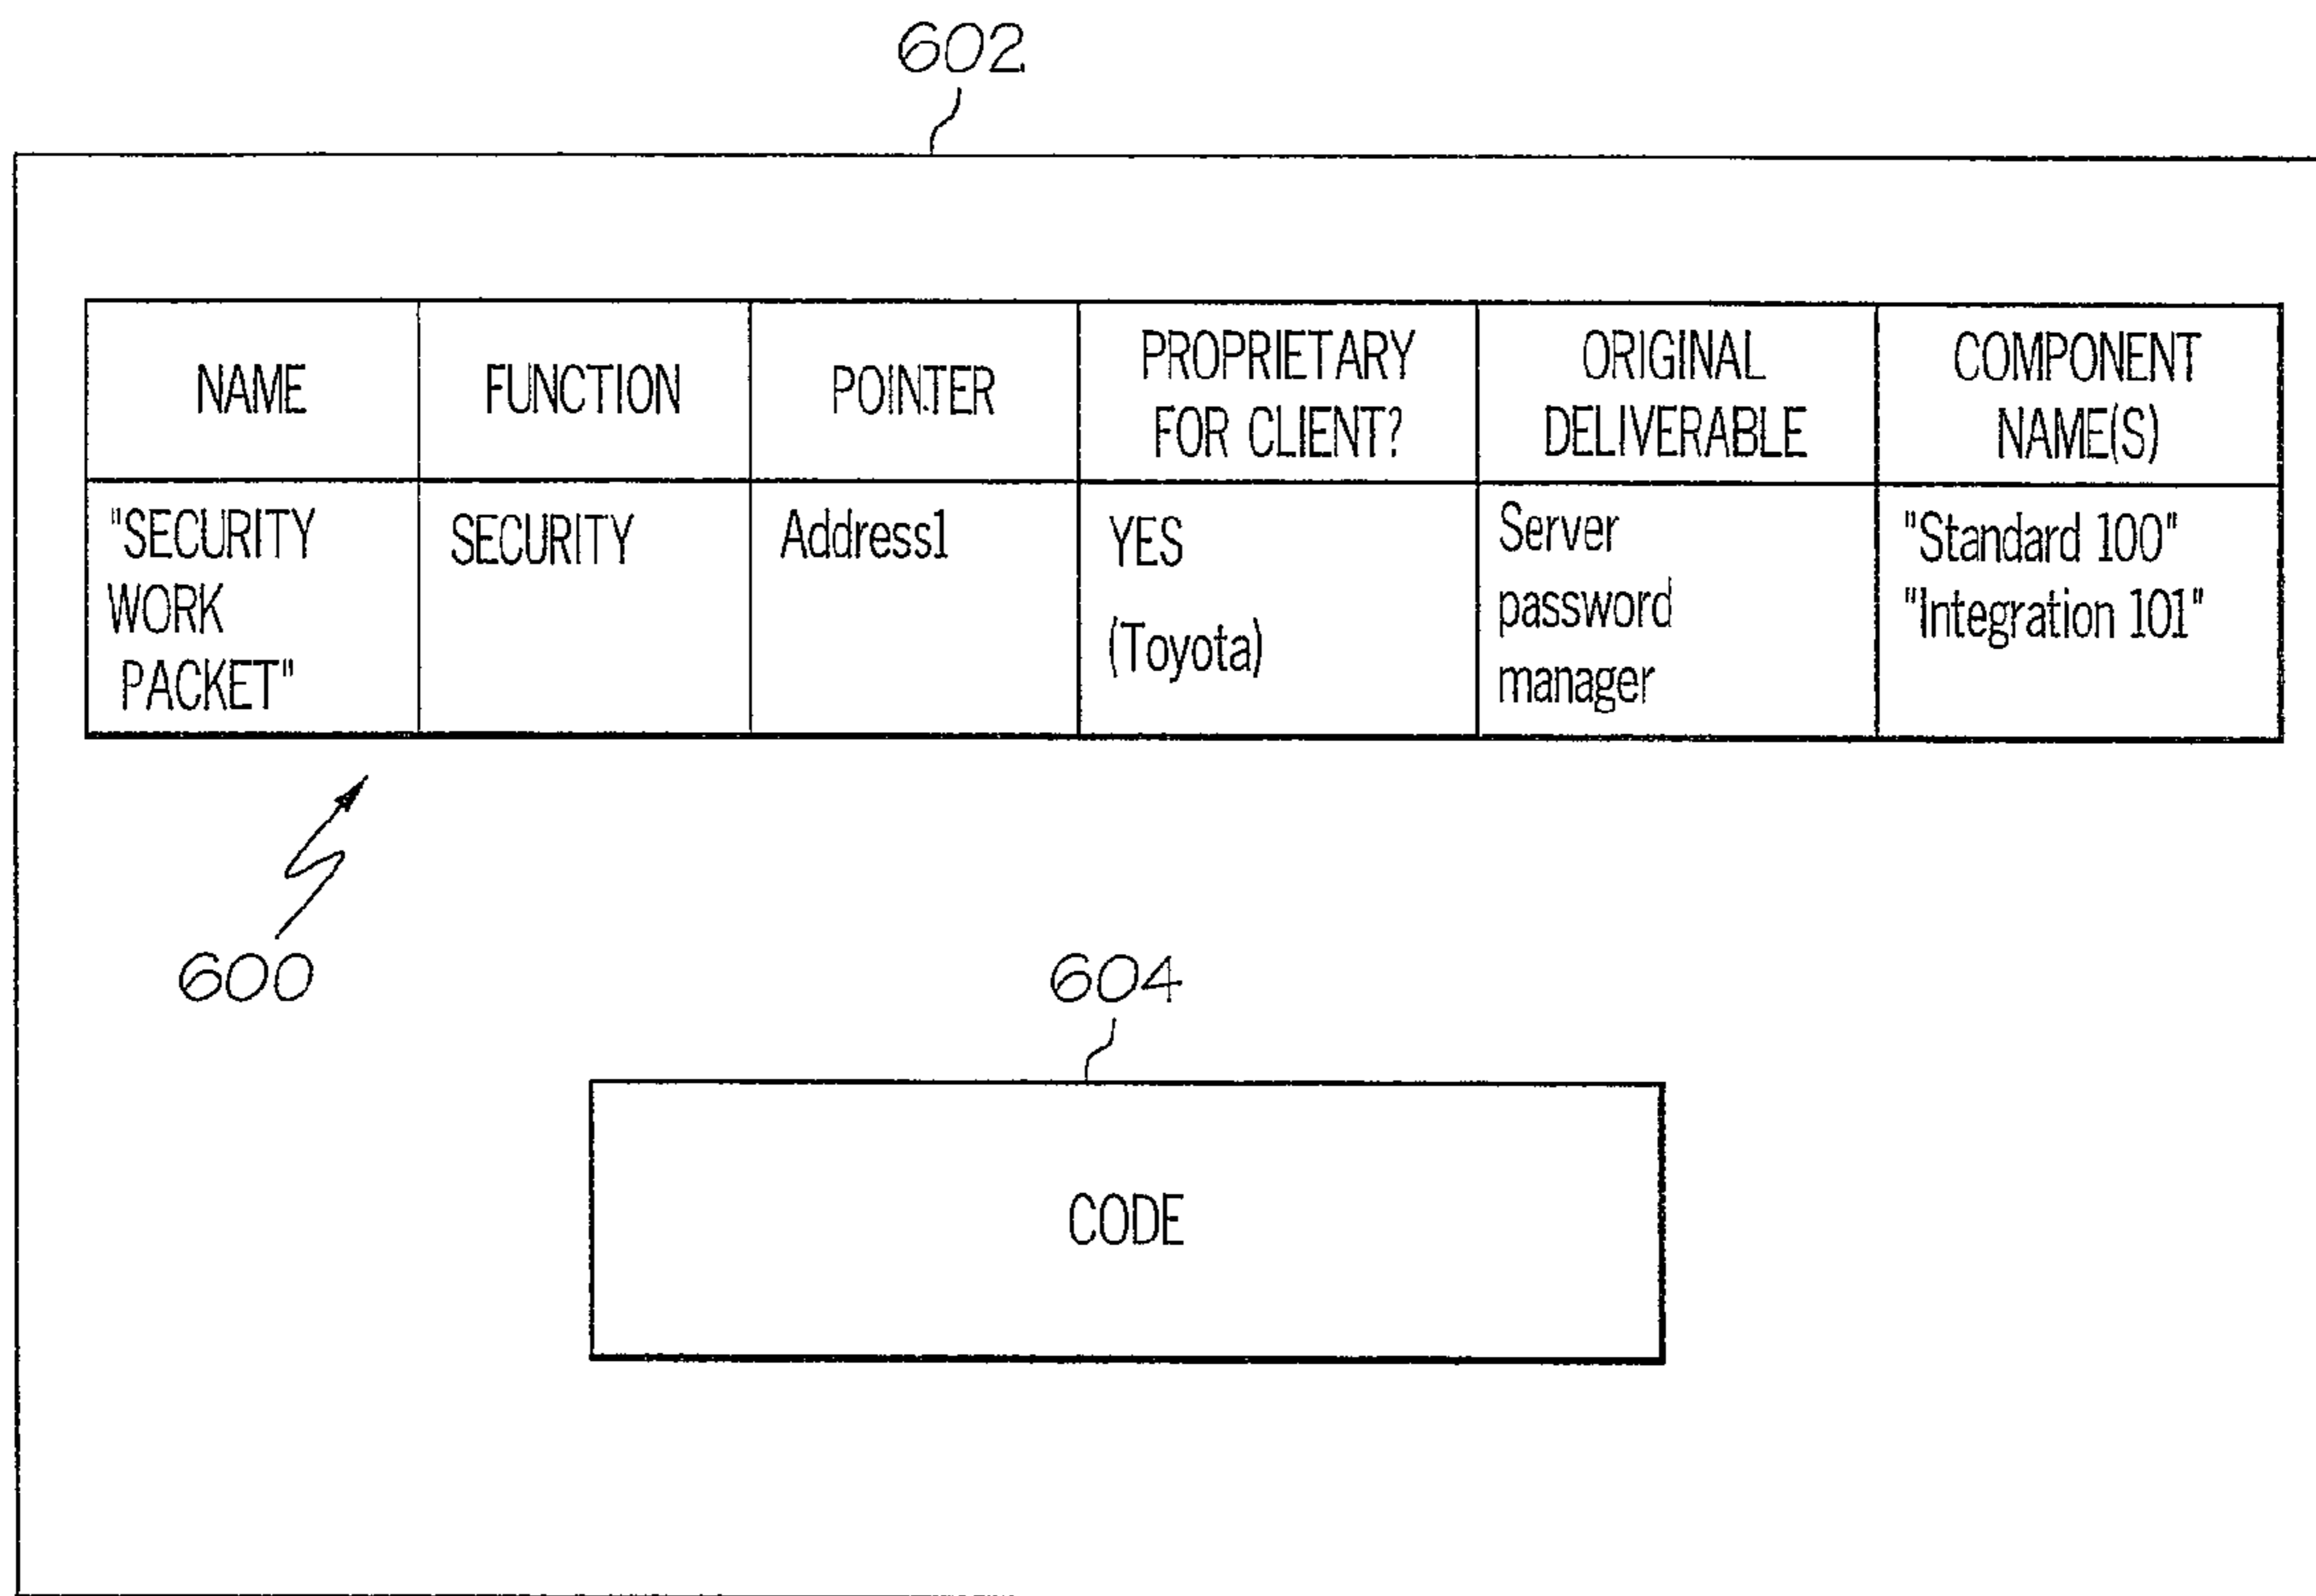 602
NAME
FUNCTION
POINTER
PROPRIETARY
FOR CLIENT?
ORIGINAL
DELIVERABLE
COMPONENT
NAME(S)
"SECURITY
WORK
PACKET"
SECURITY
Address1
YES
(Toyota)
Server
password
manager
"Standard 100"
"Integration 101"
600
604
CODE